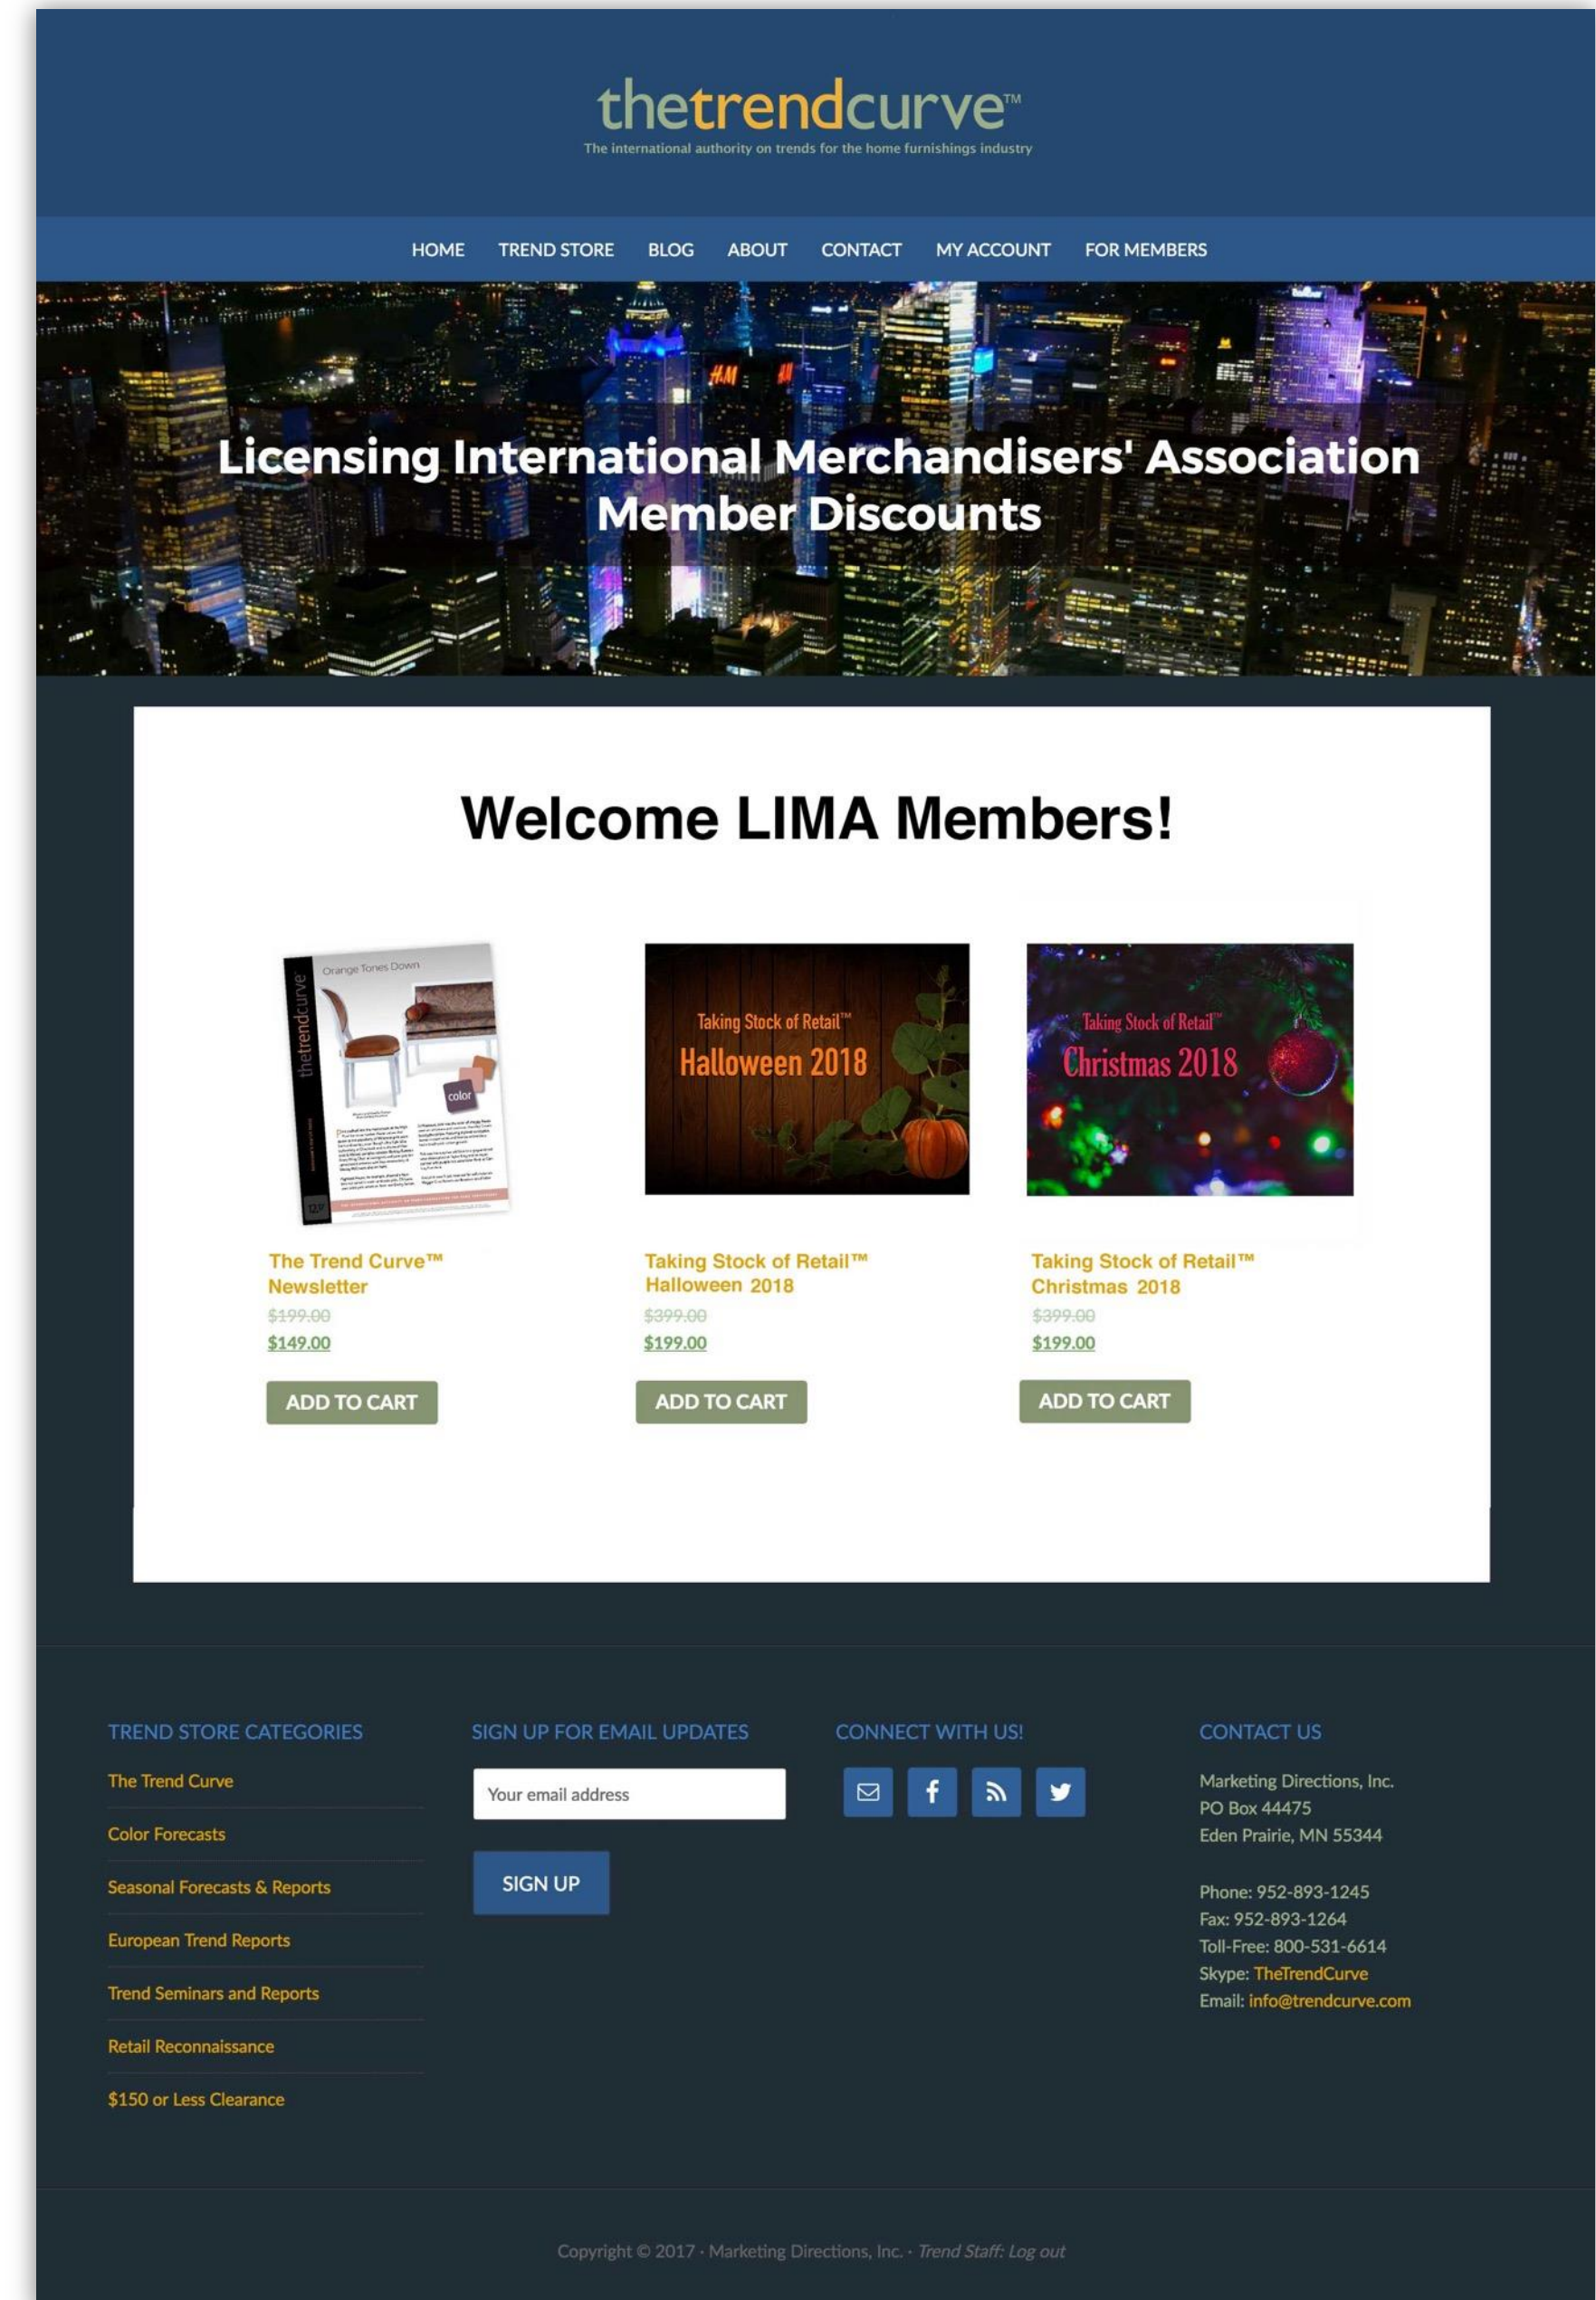 thetrendcurve™
The international authority on trends for the home furnishings industry
HOME TREND STORE BLOG ABOUT CONTACT MY ACCOUNT FOR MEMBERS
H&M
Licensing International Merchandisers' Association
Member Discounts
Welcome LIMA Members!
Orange Tones Down
thetrendcurve
color
Taking Stock of Retail™
Halloween 2018
Taking Stock of Retail™
Christmas 2018
The Trend Curve™
Newsletter
$199.00
$149.00
ADD TO CART
Taking Stock of Retail™
Halloween 2018
$399.00
$199.00
ADD TO CART
Taking Stock of Retail™
Christmas 2018
$399.00
$199.00
ADD TO CART
TREND STORE CATEGORIES
The Trend Curve
Color Forecasts
Seasonal Forecasts & Reports
European Trend Reports
Trend Seminars and Reports
Retail Reconnaissance
$150 or Less Clearance
SIGN UP FOR EMAIL UPDATES
Your email address
SIGN UP
CONNECT WITH US!
CONTACT US
Marketing Directions, Inc.
PO Box 44475
Eden Prairie, MN 55344
Phone: 952-893-1245
Fax: 952-893-1264
Toll-Free: 800-531-6614
Skype: TheTrendCurve
Email: info@trendcurve.com
Copyright © 2017 · Marketing Directions, Inc. · Trend Staff: Log out